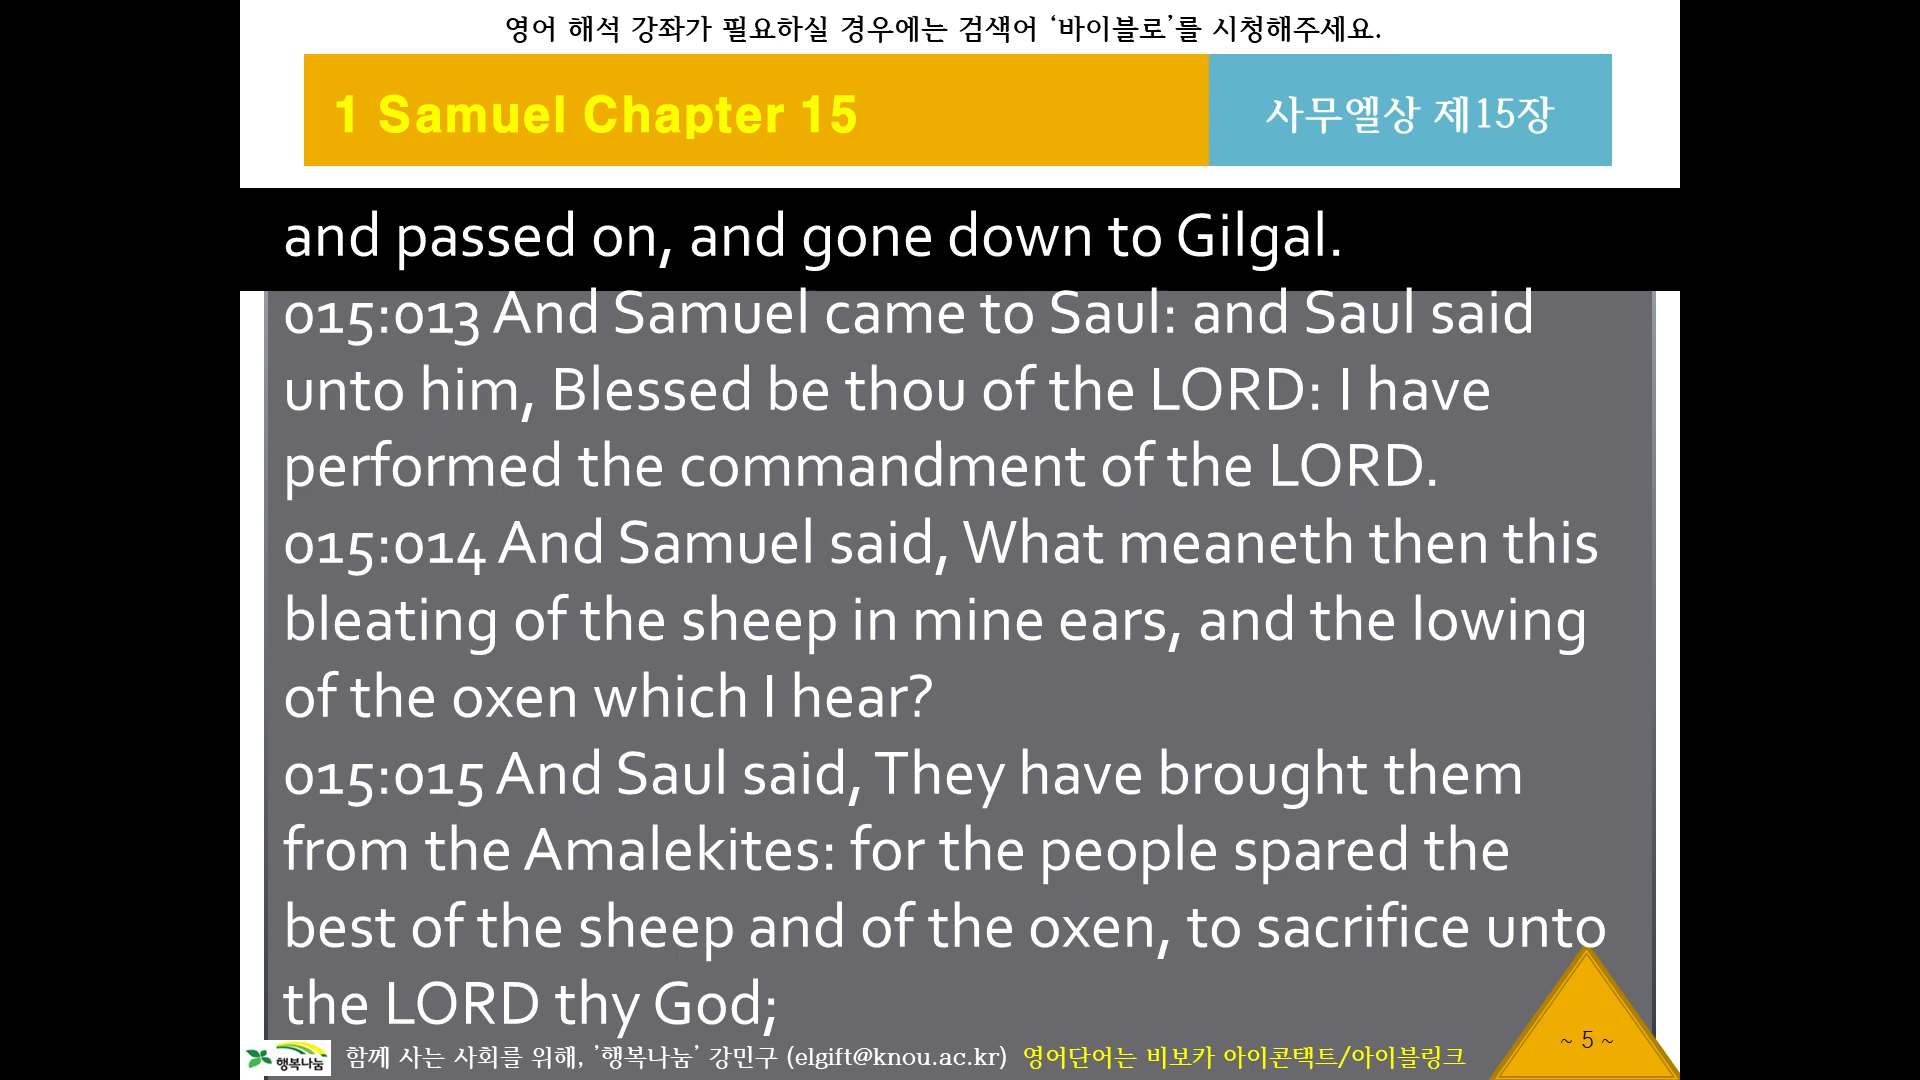 영어 해석 강좌가 필요하실 경우에는 검색어 ‘바이블로’를 시청해주세요.
1 Samuel Chapter 15
사무엘상 제15장
and passed on, and gone down to Gilgal.
015:013 And Samuel came to Saul: and Saul said
unto him, Blessed be thou of the LORD: I have
performed the commandment of the LORD.
015:014 And Samuel said, What meaneth then this
bleating of the sheep in mine ears, and the lowing
of the oxen which I hear?
015:015 And Saul said, They have brought them
from the Amalekites: for the people spared the
best of the sheep and of the oxen, to sacrifice unto
the LORD thy God;
~ 5 ~
행복나눔
함께 사는 사회를 위해, ’행복나눔’ 강민구 (elgift@knou.ac.kr) 영어단어는 비보카 아이콘택트/아이블링크